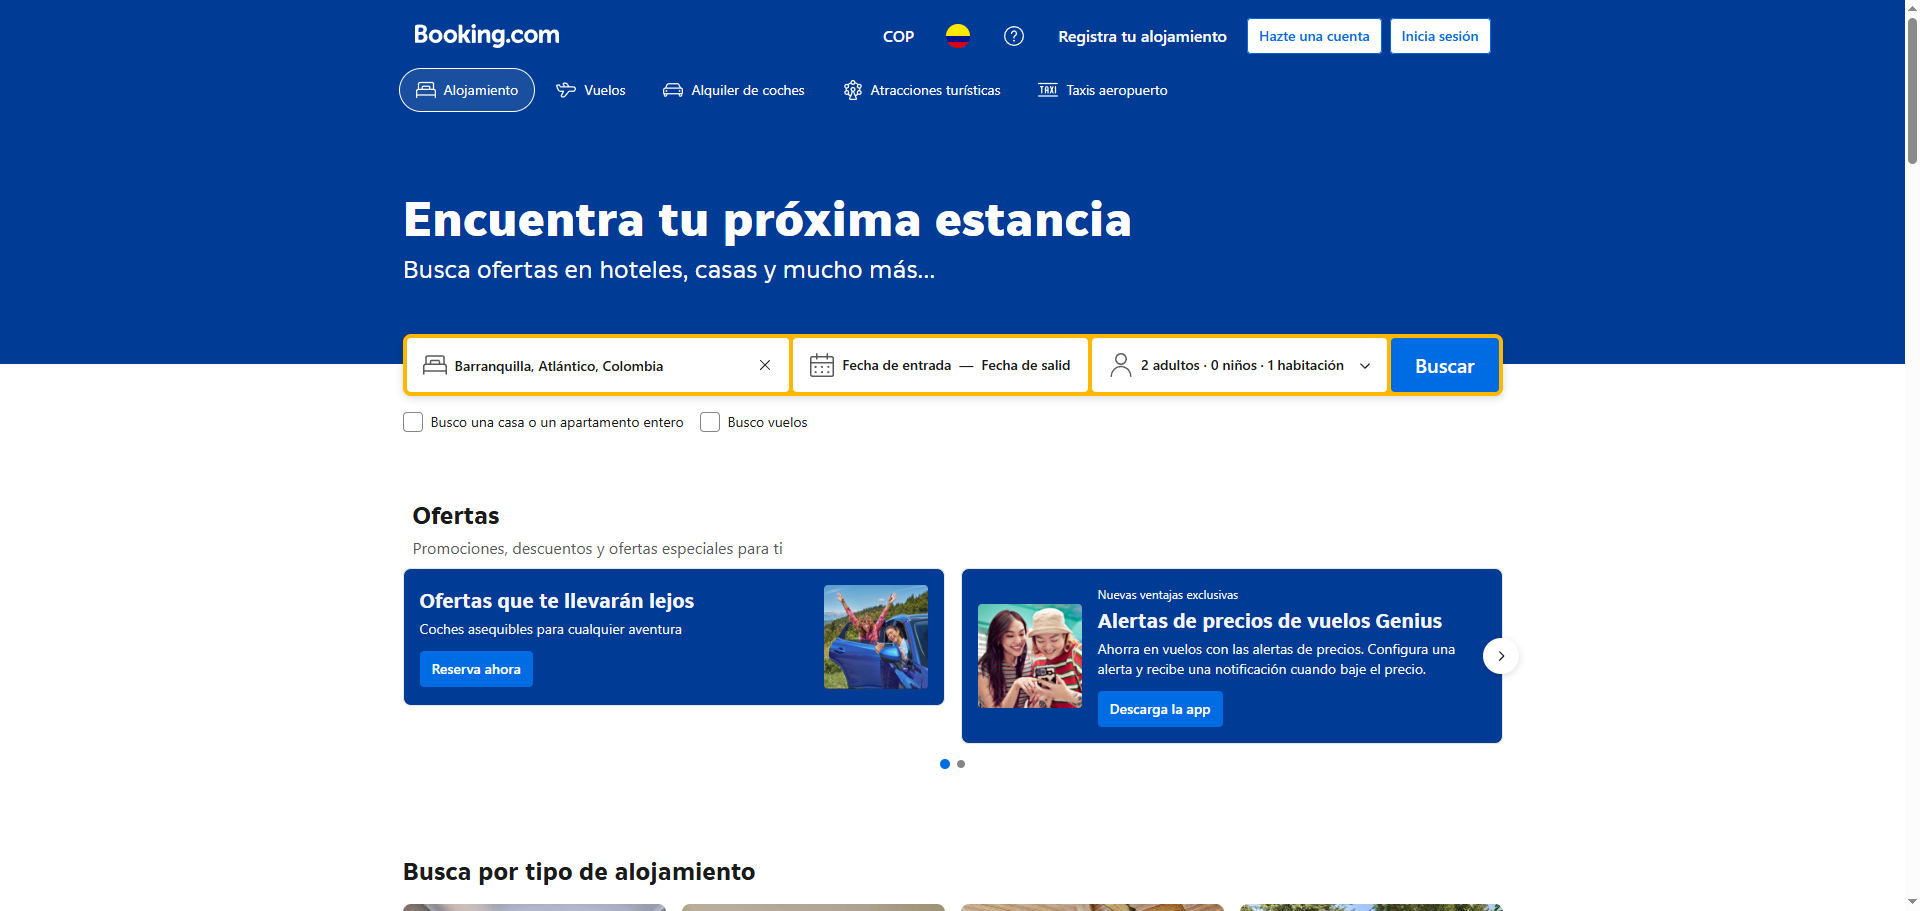 Booking.com
COP
Registra tu alojamiento
Hazte una cuenta
Inicia sesión
Alojamiento
Vuelos
Alquiler de coches
Atracciones turísticas
TAXI
Taxis aeropuerto
Encuentra tu próxima estancia
Busca ofertas en hoteles, casas y mucho más...
Barranquilla, Atlántico, Colombia
Fecha de entrada — Fecha de salid
2 adultos · 0 niños · 1 habitación
Buscar
Busco una casa o un apartamento entero
Busco vuelos
Ofertas
Promociones, descuentos y ofertas especiales para ti
Ofertas que te llevarán lejos
Coches asequibles para cualquier aventura
Reserva ahora
Nuevas ventajas exclusivas
Alertas de precios de vuelos Genius
Ahorra en vuelos con las alertas de precios. Configura una
alerta y recibe una notificación cuando baje el precio.
Descarga la app
Busca por tipo de alojamiento